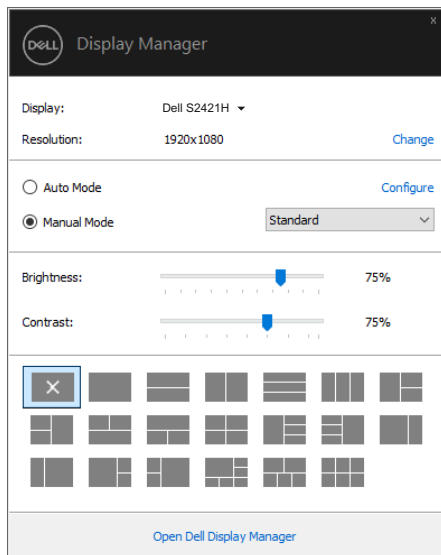 x
DELL Display Manager
Display: Dell S2421H
Resolution: 1920x1080 Change
Auto Mode Configure
Manual Mode Standard
Brightness: 75%
Contrast: 75%
Open Dell Display Manager